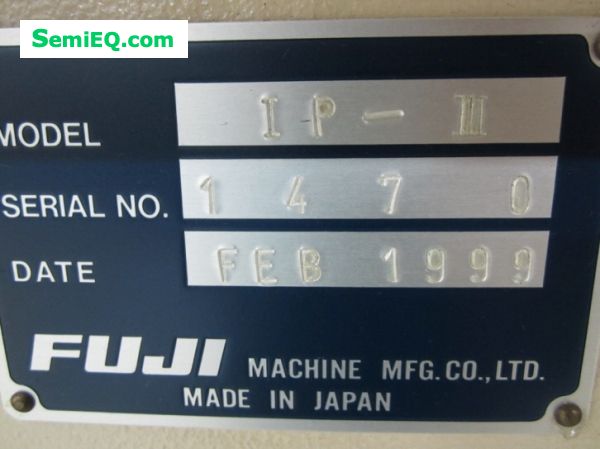 SemiEQ.com
MODEL IP-III
SERIAL NO. 1470
DATE FEB 1999
FUJI MACHINE MFG.CO.,LTD.
MADE IN JAPAN